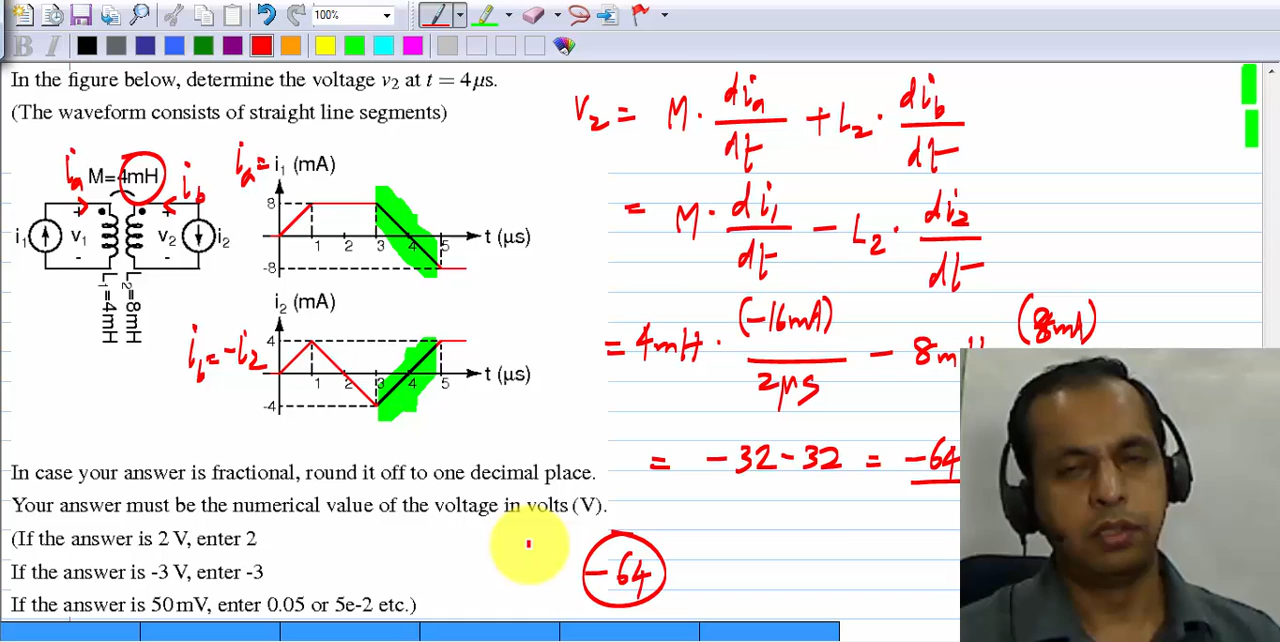 100%
B I
In the figure below, determine the voltage v2 at t = 4μs.
(The waveform consists of straight line segments)
ia
M=4mH
ib
i1
+
v1
-
+
v2
-
i2
L1=4mH
L2=8mH
ia = i1 (mA)
8
-8
1 2 3 4 5
t (μs)
i2 (mA)
ib = -i2
4
-4
1 2 3 4 5
t (μs)
V2 = M · dia/dt + L2 · dib/dt
= M · di1/dt - L2 · di2/dt
= 4mH · (-16mA)/2μs - 8m (8mA)
= -32 - 32 = -64
In case your answer is fractional, round it off to one decimal place.
Your answer must be the numerical value of the voltage in volts (V).
(If the answer is 2 V, enter 2
If the answer is -3 V, enter -3
If the answer is 50 mV, enter 0.05 or 5e-2 etc.)
-64